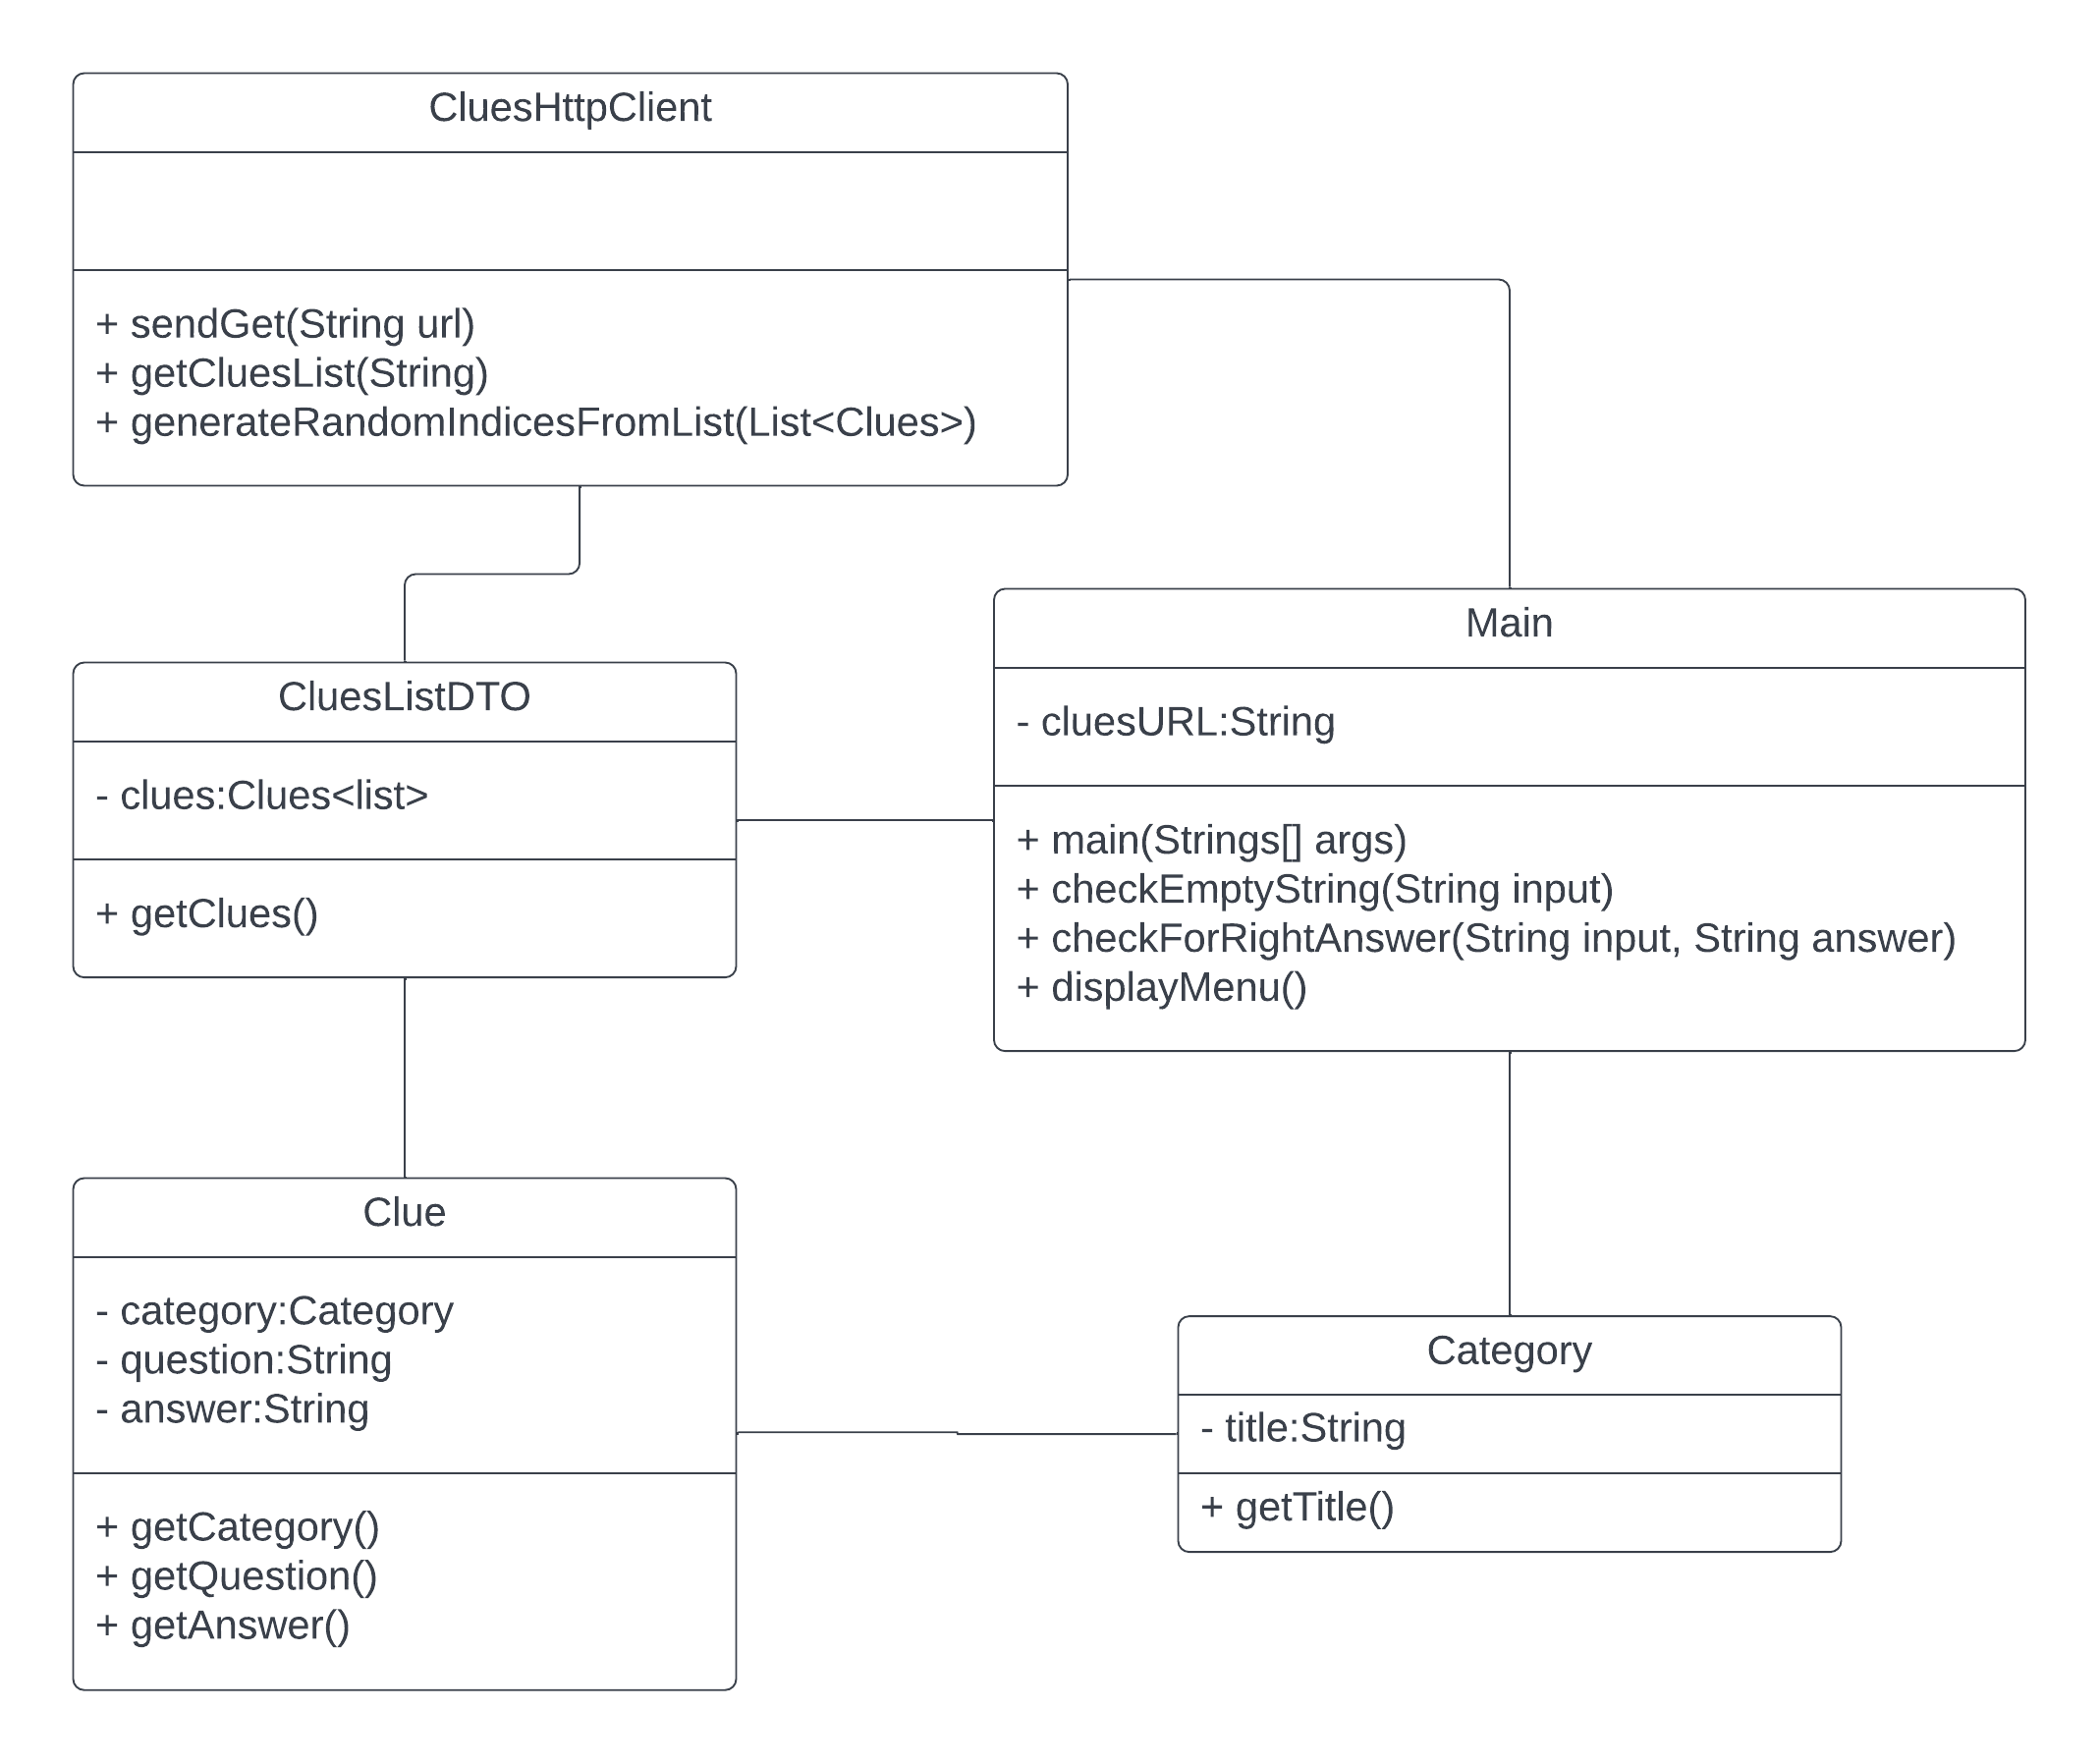 CluesHttpClient
+ sendGet(String url)
+ getCluesList(String)
+ generateRandomIndicesFromList(List<Clues>)
Main
- cluesURL:String
+ main(Strings[] args)
+ checkEmptyString(String input)
+ checkForRightAnswer(String input, String answer)
+ displayMenu()
CluesListDTO
- clues:Clues<list>
+ getClues()
Clue
- category:Category
- question:String
- answer:String
+ getCategory()
+ getQuestion()
+ getAnswer()
Category
- title:String
+ getTitle()